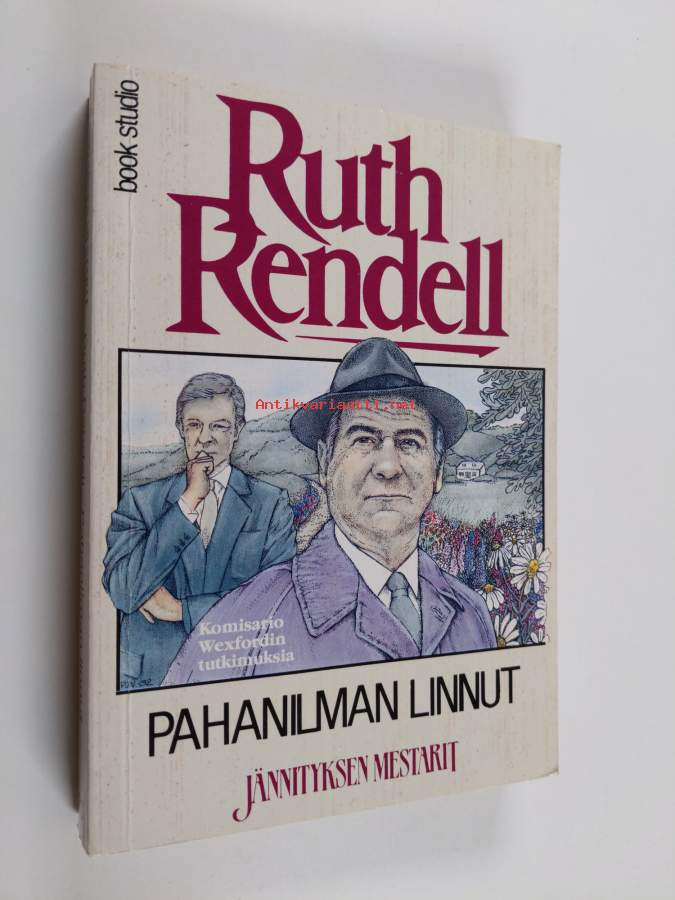 book studio
Ruth
Rendell
Antikvariaatti.net
Komisario
Wexfordin
tutkimuksia
PAHANILMAN LINNUT
JÄNNITYKSEN MESTARIT